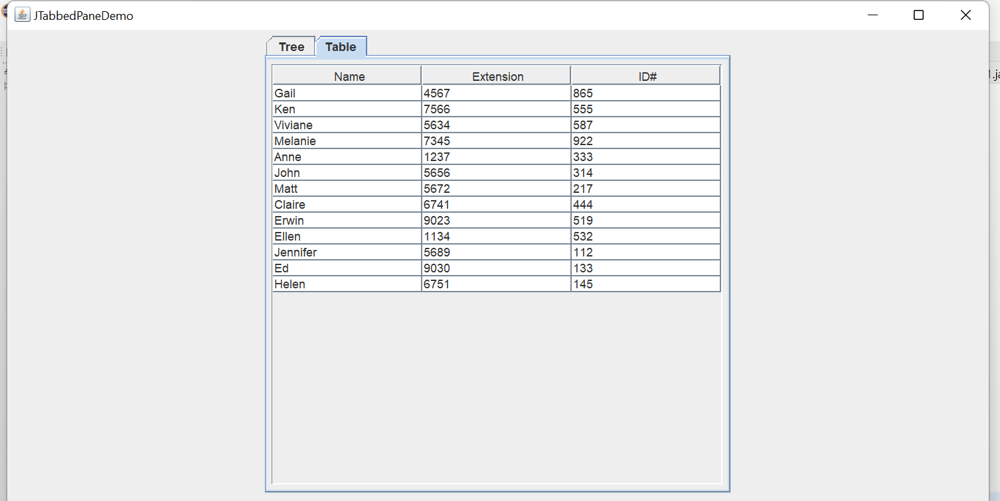 JTabbedPaneDemo
Tree Table
Name Extension ID#
Gail 4567 865
Ken 7566 555
Viviane 5634 587
Melanie 7345 922
Anne 1237 333
John 5656 314
Matt 5672 217
Claire 6741 444
Erwin 9023 519
Ellen 1134 532
Jennifer 5689 112
Ed 9030 133
Helen 6751 145